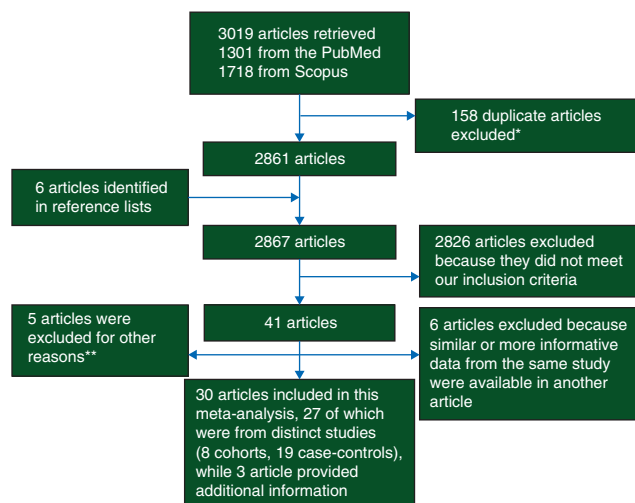 3019 articles retrieved
1301 from the PubMed
1718 from Scopus
158 duplicate articles
excluded*
2861 articles
6 articles identified
in reference lists
2867 articles
2826 articles excluded
because they did not meet
our inclusion criteria
5 articles were
excluded for other
reasons**
41 articles
6 articles excluded because
similar or more informative
data from the same study
were available in another
article
30 articles included in this
meta-analysis, 27 of which
were from distinct studies
(8 cohorts, 19 case-controls),
while 3 article provided
additional information